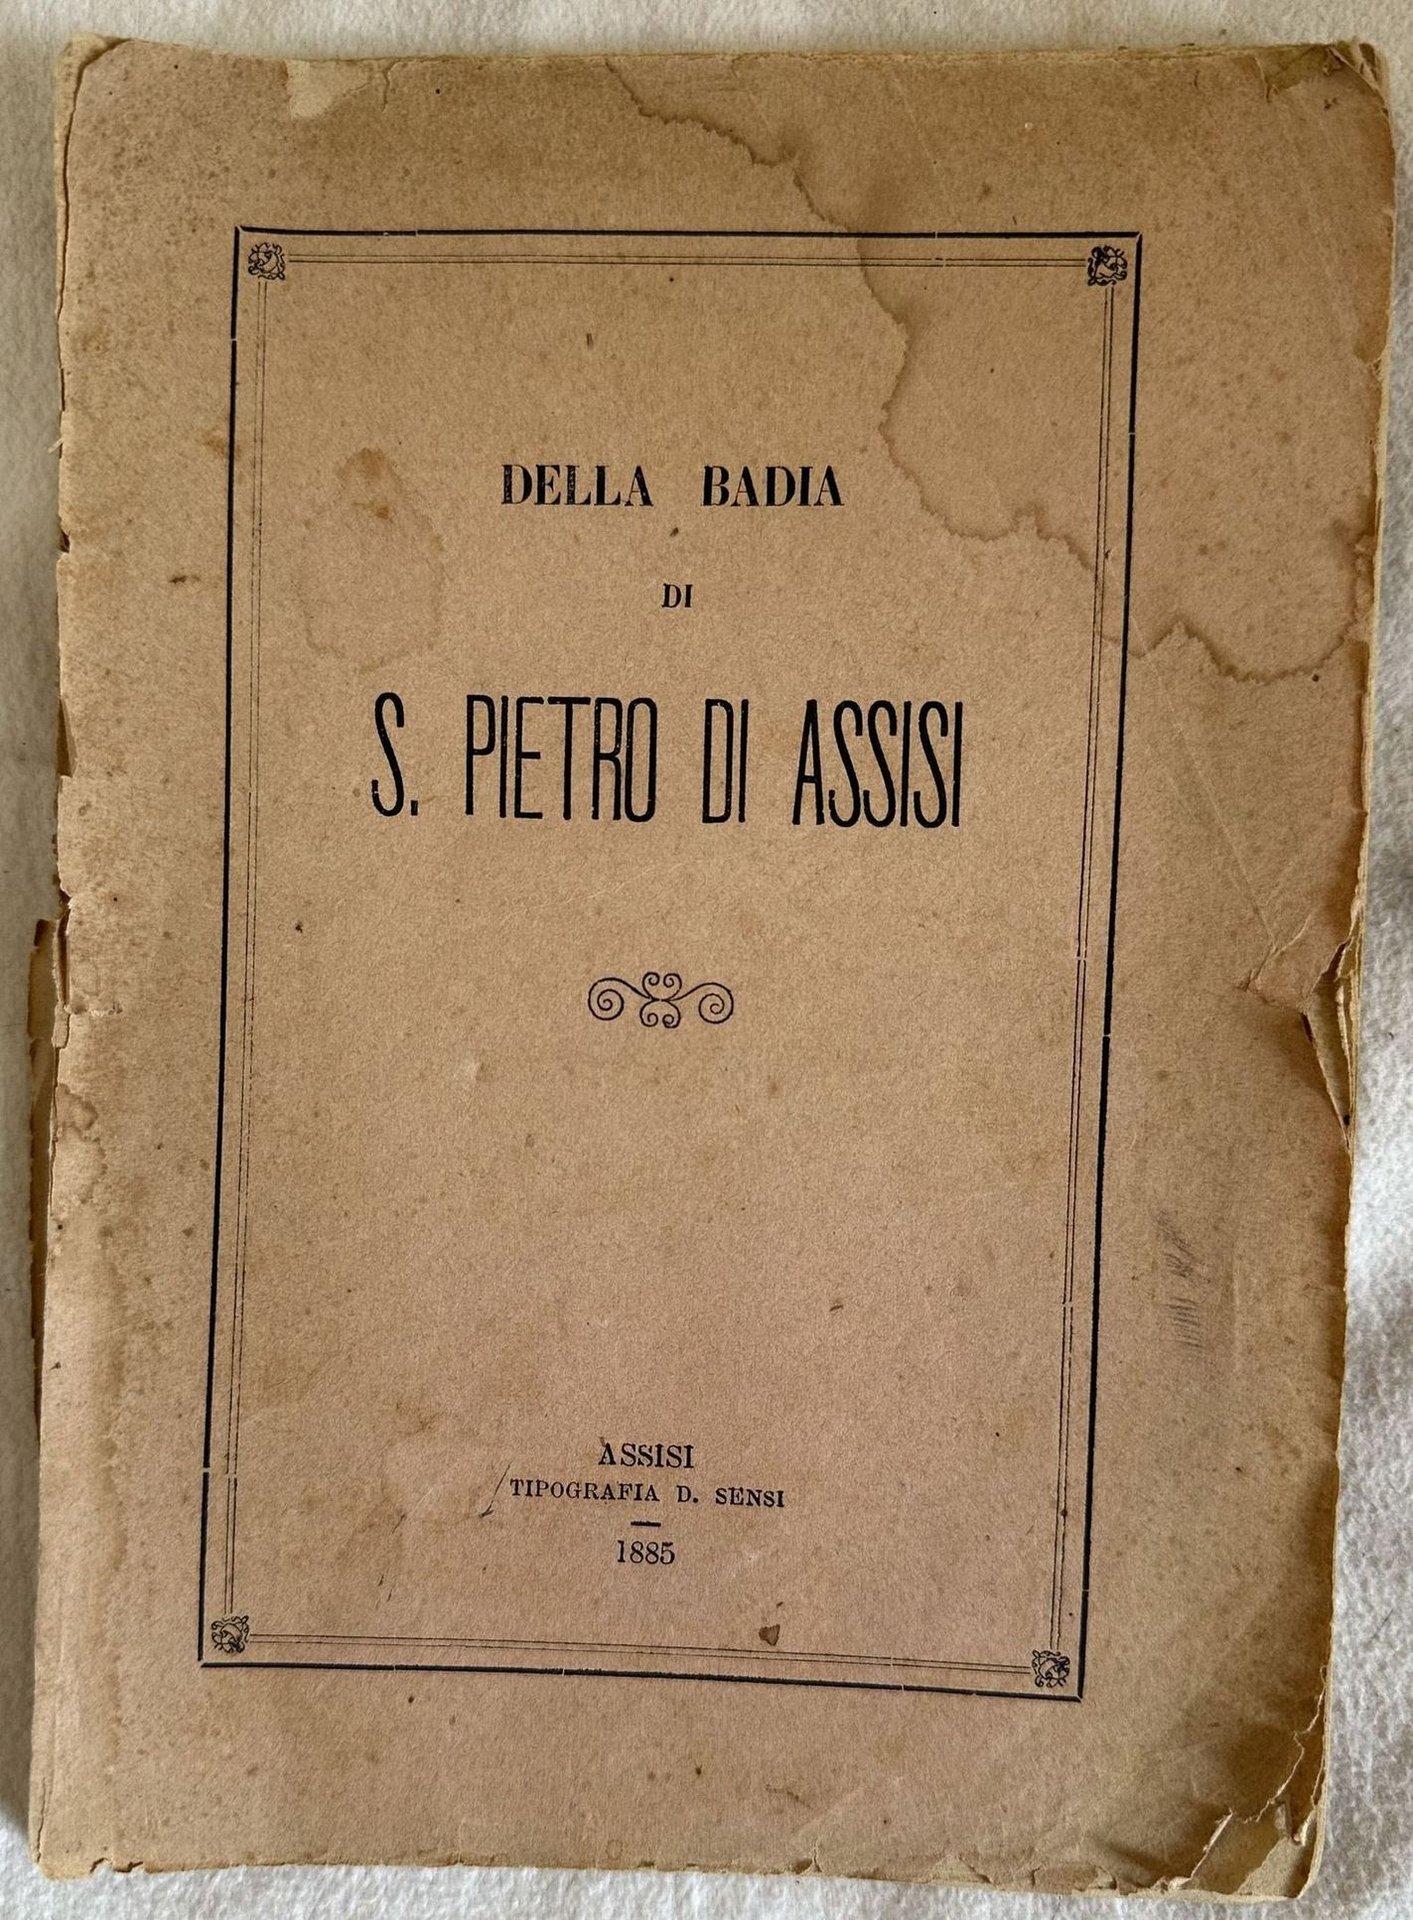 DELLA BADIA
DI
S. PIETRO DI ASSISI
ASSISI
TIPOGRAFIA D. SENSI
1885